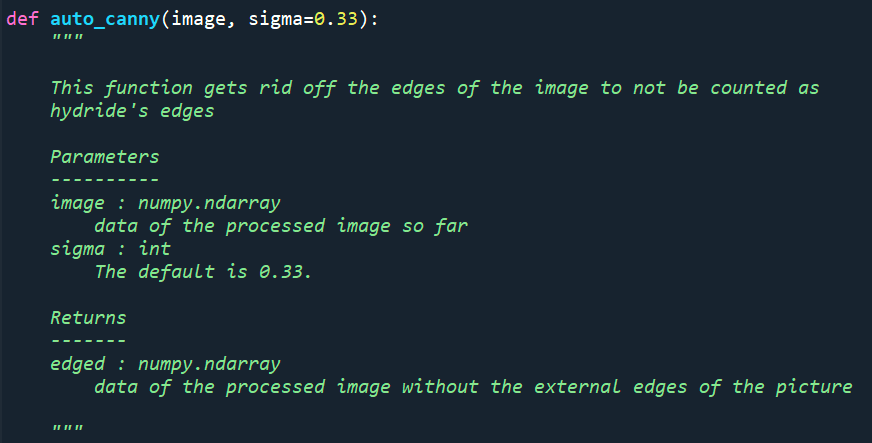 def auto_canny(image, sigma=0.33):
    """

    This function gets rid off the edges of the image to not be counted as
    hydride's edges

    Parameters
    ----------
    image : numpy.ndarray
        data of the processed image so far
    sigma : int
        The default is 0.33.

    Returns
    -------
    edged : numpy.ndarray
        data of the processed image without the external edges of the picture

    """